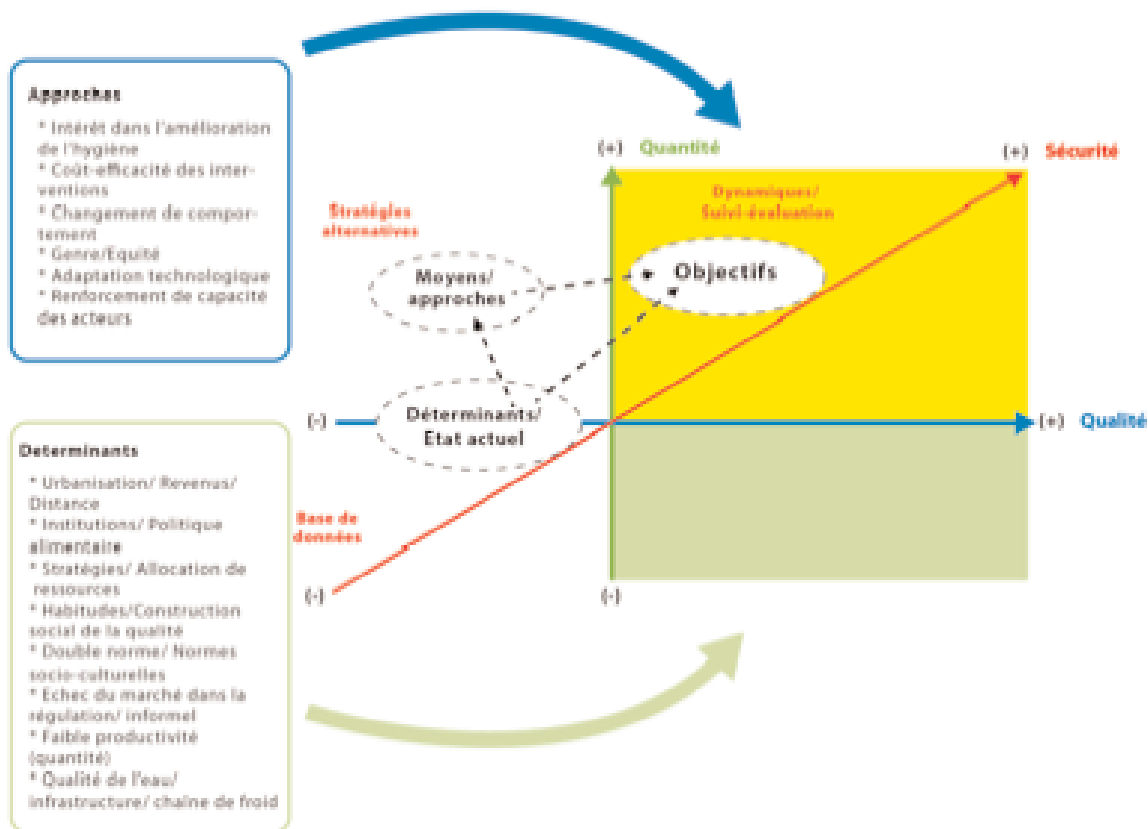 Approches
* Intérêt dans l'amélioration
de l'hygiène
* Coût-efficacité des inter-
ventions
* Changement de compor-
tement
* Genre/Equité
* Adaptation technologique
* Renforcement de capacité
des acteurs
Determinants
* Urbanisation/ Revenus/
Distance
* Institutions/ Politique
alimentaire
* Stratégies/ Allocation de
ressources
* Habitudes/Construction
social de la qualité
* Double norme/ Normes
socio-culturelles
* Echec du marché dans la
régulation/ informel
* Faible productivité
(quantité)
* Qualité de l'eau/
infrastructure/ chaîne de froid
(+) Quantité
(+) Sécurité
Dynamiques/
Suivi-évaluation
Stratégies
alternatives
Moyens/
approches
Objectifs
(-)
Déterminants/
Etat actuel
(+) Qualité
Base de
données
(-)
(-)